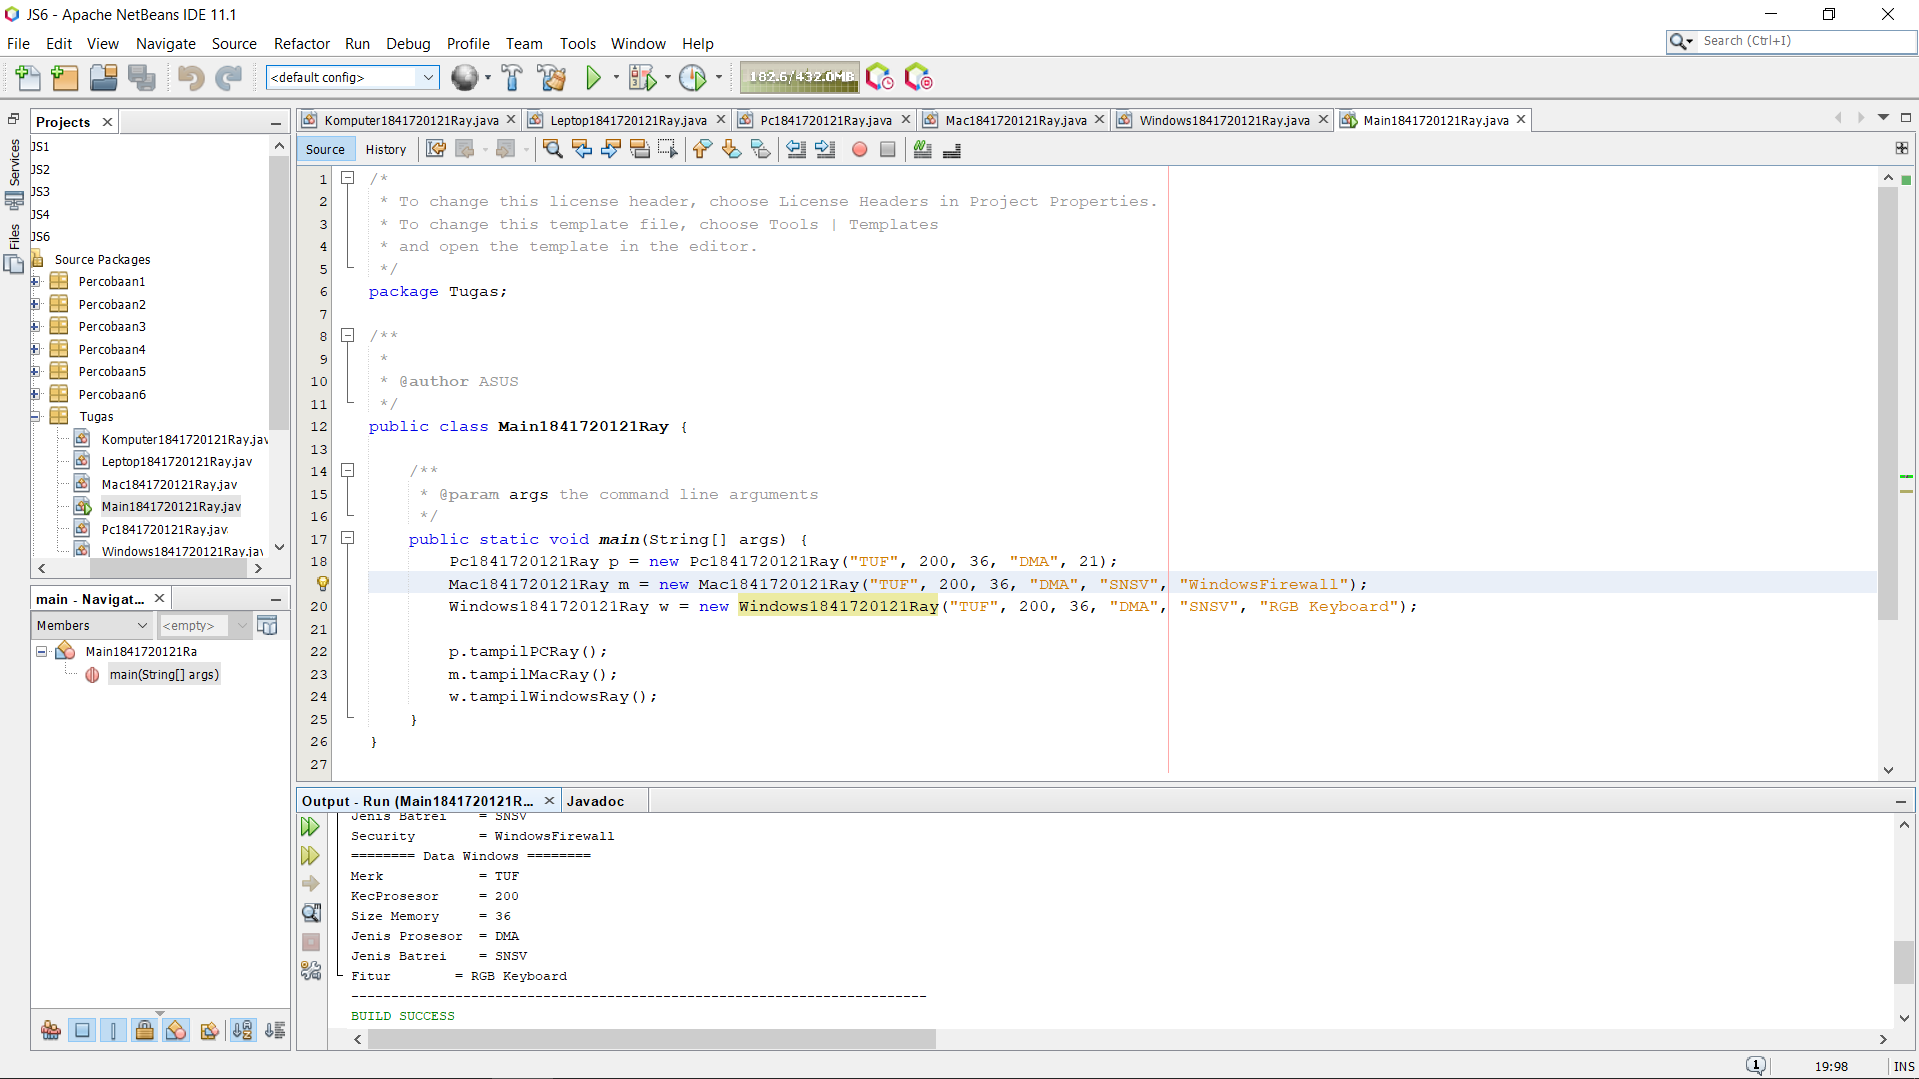 JS6 - Apache NetBeans IDE 11.1
File Edit View Navigate Source Refactor Run Debug Profile Team Tools Window Help
Search (Ctrl+I)
<default config>
182.6/432.0MB
Services
Files
Projects
JS1
JS2
JS3
JS4
JS6
Source Packages
Percobaan1
Percobaan2
Percobaan3
Percobaan4
Percobaan5
Percobaan6
Tugas
Komputer1841720121Ray.jav
Leptop1841720121Ray.jav
Mac1841720121Ray.jav
Main1841720121Ray.jav
Pc1841720121Ray.jav
Windows1841720121Ray.jav
main - Navigat...
Members
<empty>
Main1841720121Ra
main(String[] args)
Komputer1841720121Ray.java Leptop1841720121Ray.java Pc1841720121Ray.java Mac1841720121Ray.java Windows1841720121Ray.java Main1841720121Ray.java
Source History
1 /*
2 * To change this license header, choose License Headers in Project Properties.
3 * To change this template file, choose Tools | Templates
4 * and open the template in the editor.
5 */
6 package Tugas;
7
8 /**
9 *
10 * @author ASUS
11 */
12 public class Main1841720121Ray {
13
14 /**
15 * @param args the command line arguments
16 */
17 public static void main(String[] args) {
18 Pc1841720121Ray p = new Pc1841720121Ray("TUF", 200, 36, "DMA", 21);
Mac1841720121Ray m = new Mac1841720121Ray("TUF", 200, 36, "DMA", "SNSV", "WindowsFirewall");
20 Windows1841720121Ray w = new Windows1841720121Ray("TUF", 200, 36, "DMA", "SNSV", "RGB Keyboard");
21
22 p.tampilPCRay();
23 m.tampilMacRay();
24 w.tampilWindowsRay();
25 }
26 }
27
Output - Run (Main1841720121R... Javadoc
Jenis Batrei = SNSV
Security = WindowsFirewall
======== Data Windows ========
Merk = TUF
KecProsesor = 200
Size Memory = 36
Jenis Prosesor = DMA
Jenis Batrei = SNSV
Fitur = RGB Keyboard
------------------------------------------------------------------------
BUILD SUCCESS
1
19:98
INS